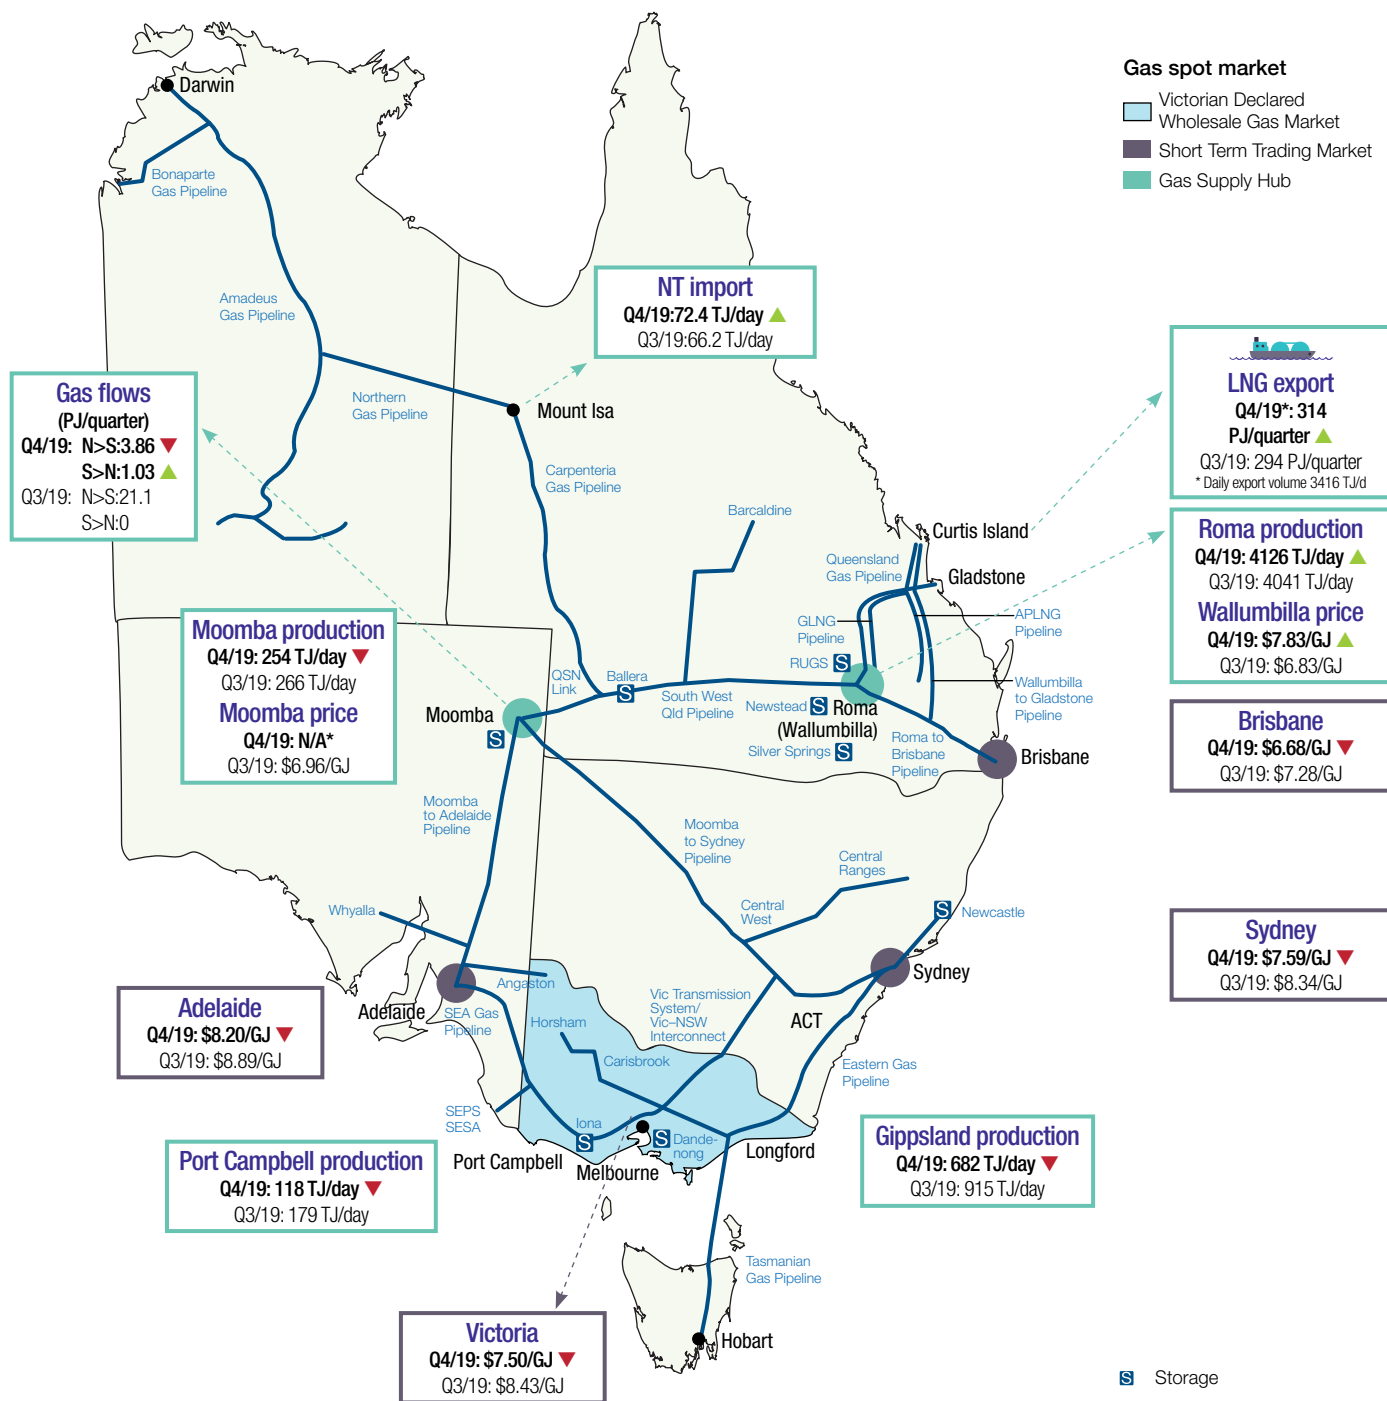 Gas spot market
Victorian Declared
Wholesale Gas Market
Short Term Trading Market
Gas Supply Hub
Darwin
Bonaparte
Gas Pipeline
Amadeus
Gas Pipeline
Northern
Gas Pipeline
NT import
Q4/19:72.4 TJ/day
Q3/19:66.2 TJ/day
Mount Isa
Carpenteria
Gas Pipeline
Gas flows
(PJ/quarter)
Q4/19: N>S:3.86
S>N:1.03
Q3/19: N>S:21.1
S>N:0
LNG export
Q4/19*: 314
PJ/quarter
Q3/19: 294 PJ/quarter
* Daily export volume 3416 TJ/d
Barcaldine
Curtis Island
Queensland
Gas Pipeline
Gladstone
GLNG
Pipeline
APLNG
Pipeline
Roma production
Q4/19: 4126 TJ/day
Q3/19: 4041 TJ/day
Wallumbilla price
Q4/19: $7.83/GJ
Q3/19: $6.83/GJ
Moomba production
Q4/19: 254 TJ/day
Q3/19: 266 TJ/day
Moomba price
Q4/19: N/A*
Q3/19: $6.96/GJ
Moomba
S
QSN
Link
Ballera
S
South West
Qld Pipeline
RUGS S
Newstead S Roma
(Wallumbilla)
Silver Springs S
Roma to
Brisbane
Pipeline
Wallumbilla
to Gladstone
Pipeline
Brisbane
Brisbane
Q4/19: $6.68/GJ
Q3/19: $7.28/GJ
Moomba
to Adelaide
Pipeline
Moomba
to Sydney
Pipeline
Central
Ranges
Central
West
Whyalla
S Newcastle
Sydney
Sydney
Q4/19: $7.59/GJ
Q3/19: $8.34/GJ
Adelaide
Angaston
SEA Gas
Pipeline
Adelaide
Q4/19: $8.20/GJ
Q3/19: $8.89/GJ
Horsham
Carisbrook
Vic Transmission
System/
Vic–NSW
Interconnect
ACT
Eastern Gas
Pipeline
SEPS
SESA
Iona
S
Port Campbell
Melbourne
S Dande-
nong
Longford
Port Campbell production
Q4/19: 118 TJ/day
Q3/19: 179 TJ/day
Gippsland production
Q4/19: 682 TJ/day
Q3/19: 915 TJ/day
Tasmanian
Gas Pipeline
Victoria
Q4/19: $7.50/GJ
Q3/19: $8.43/GJ
Hobart
S Storage